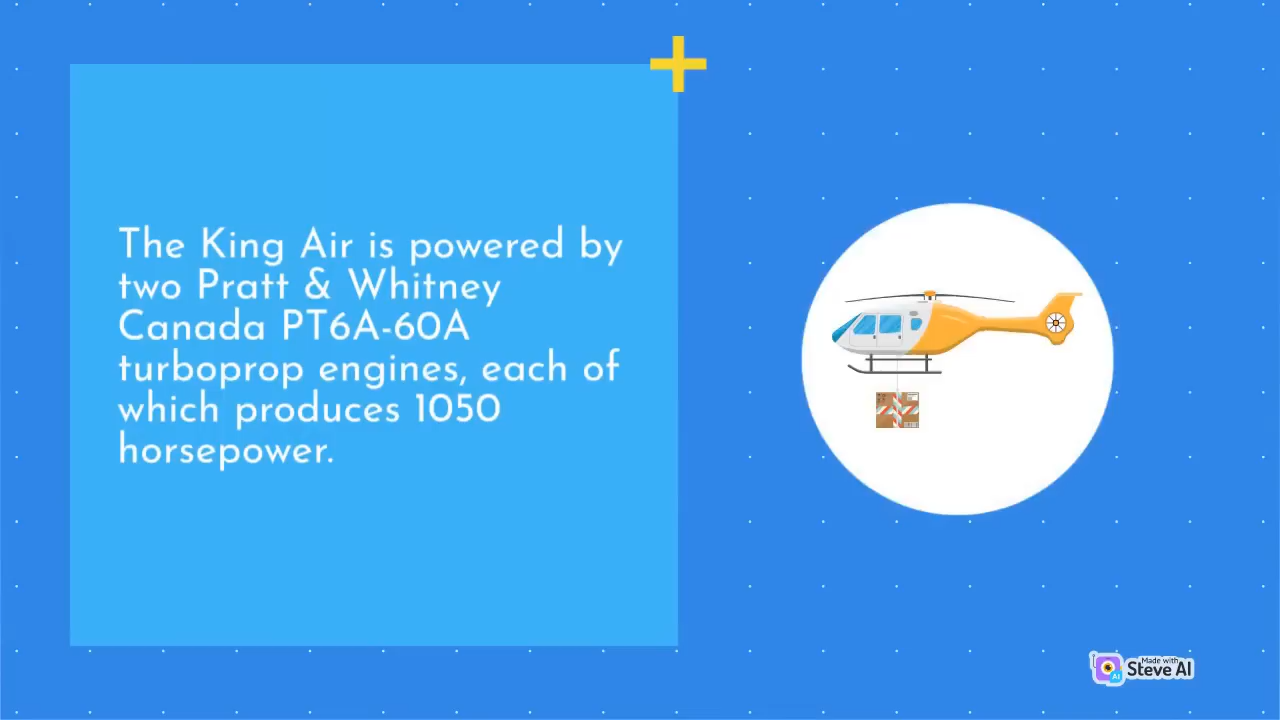 The King Air is powered by
two Pratt & Whitney
Canada PT6A-60A
turboprop engines, each of
which produces 1050
horsepower.
Made with
Steve AI
AI